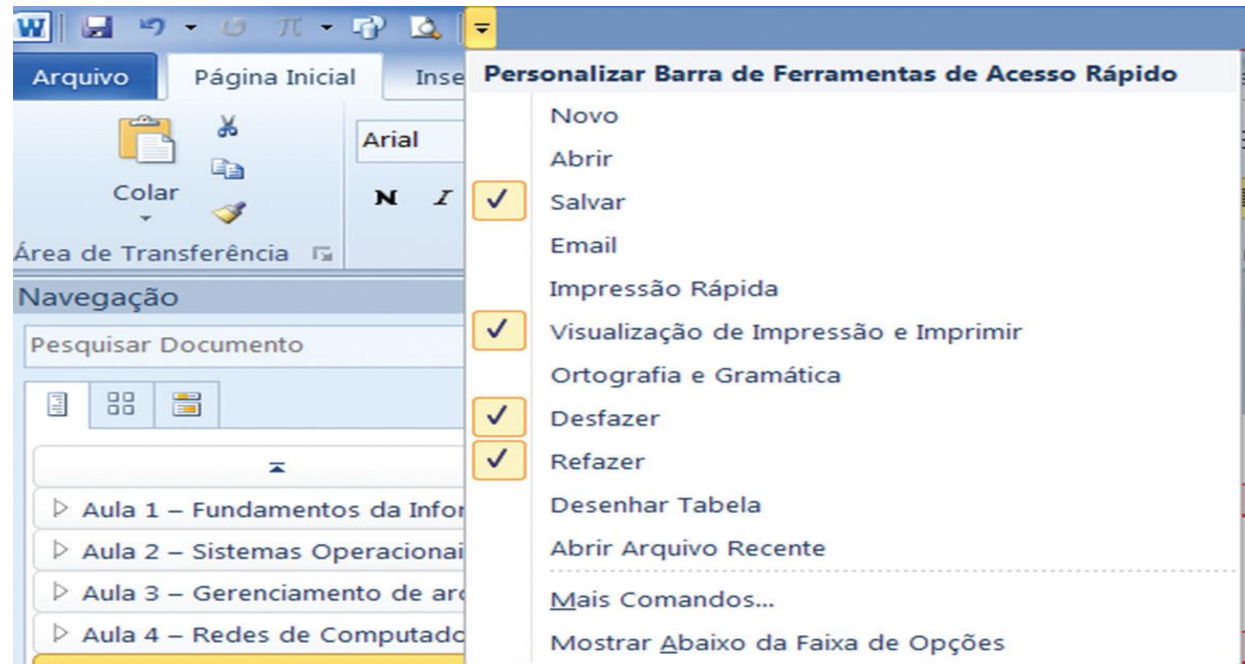 W
π
Arquivo Página Inicial Inse
Personalizar Barra de Ferramentas de Acesso Rápido
Novo
Abrir
Salvar
Email
Impressão Rápida
Visualização de Impressão e Imprimir
Ortografia e Gramática
Desfazer
Refazer
Desenhar Tabela
Abrir Arquivo Recente
Mais Comandos...
Mostrar Abaixo da Faixa de Opções
Colar
Arial
N I
Área de Transferência
Navegação
Pesquisar Documento
Aula 1 – Fundamentos da Infor
Aula 2 – Sistemas Operacionai
Aula 3 – Gerenciamento de arq
Aula 4 – Redes de Computado